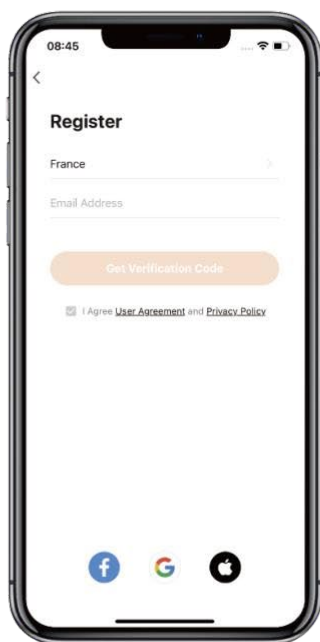 08:45
Register
France
Email Address
Get Verification Code
I Agree User Agreement and Privacy Policy